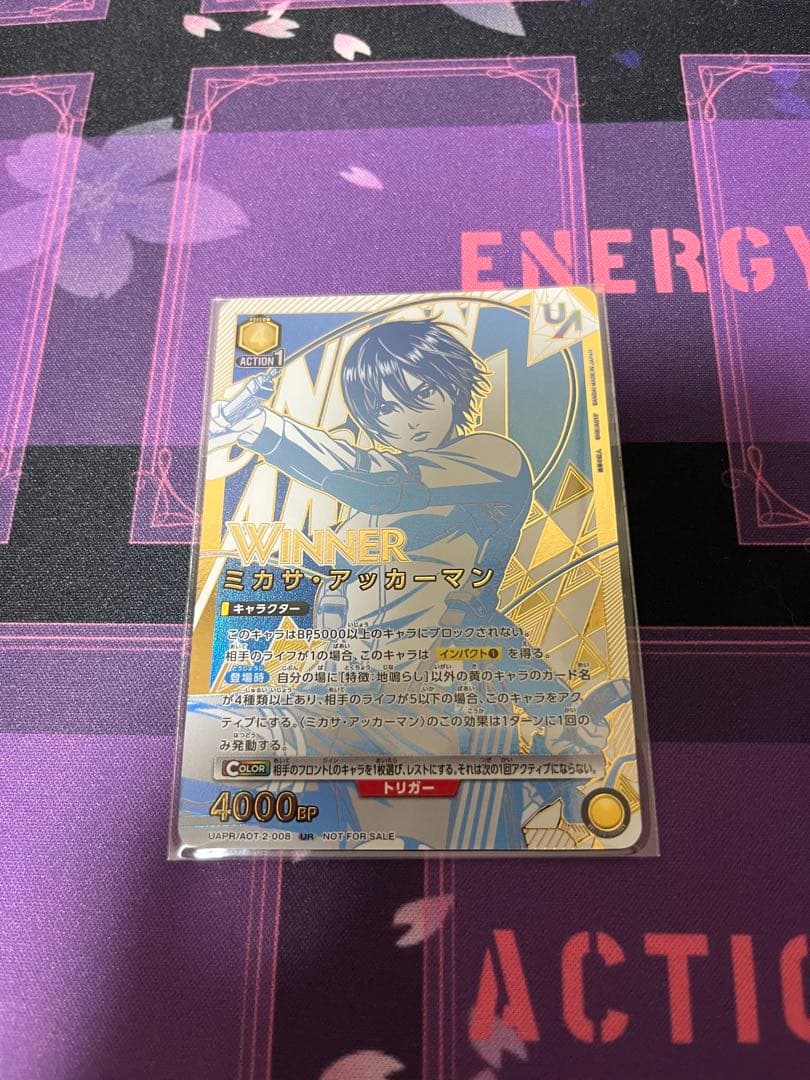 ENERGY
4
ACTION 1
UA
WINNER
ミカサ・アッカーマン
キャラクター
このキャラはBP5000以上のキャラにブロックされない。
相手のライフが1の場合、このキャラは インパクト❶ を得る。
登場時 自分の場に[特徴:地鳴らし]以外の黄のキャラのカード名
が4種類以上あり、相手のライフが5以下の場合、このキャラをアク
ティブにする。〈ミカサ・アッカーマン〉のこの効果は1ターンに1回の
み発動する。
COLOR 相手のフロントLのキャラを1枚選び、レストにする。それは次の1回アクティブにならない。
トリガー
4000BP
UAPR/AOT-2-008 UR NOT FOR SALE
ACTIO